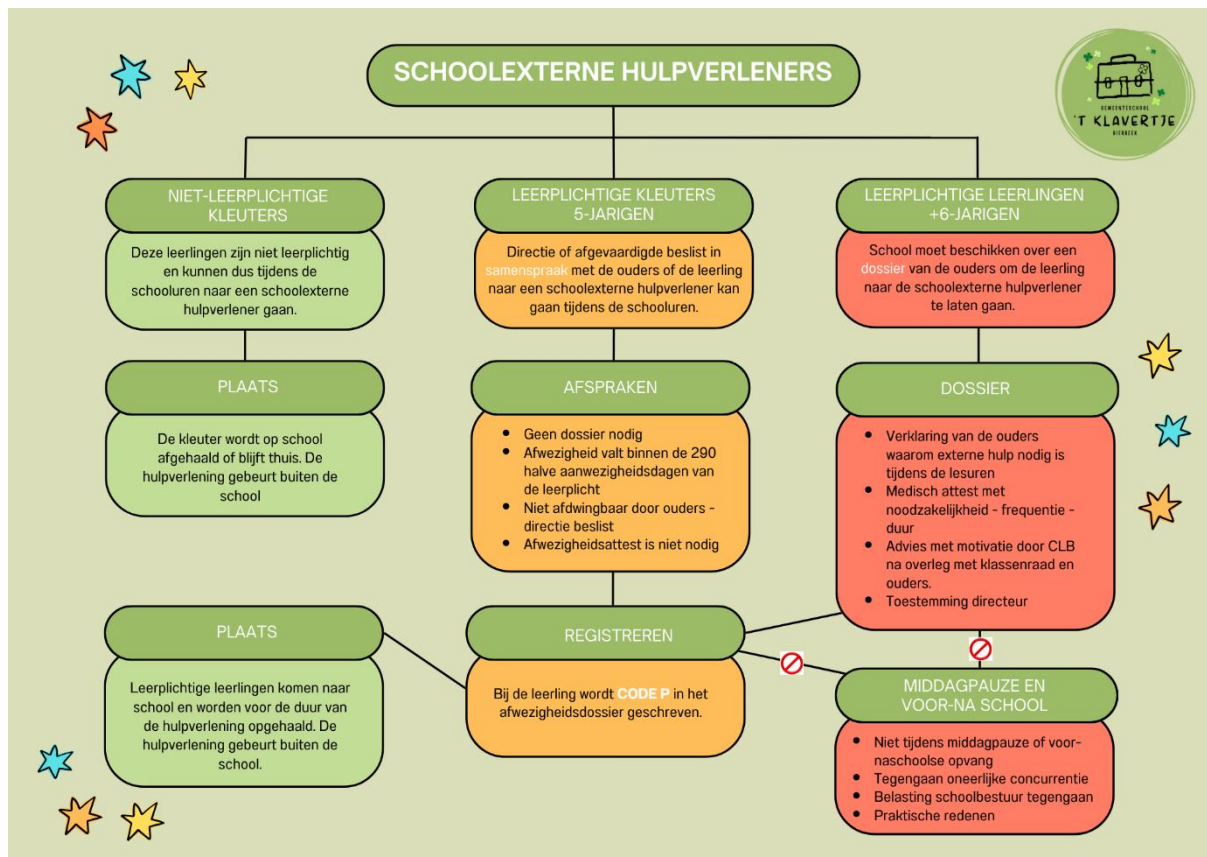 SCHOOLEXTERNE HULPVERLENERS
GEMEENTESCHOOL
'T KLAVERTJE
BIERBEEK
NIET-LEERPLICHTIGE
KLEUTERS
Deze leerlingen zijn niet leerplichtig
en kunnen dus tijdens de
schooluren naar een schoolexterne
hulpverlener gaan.
LEERPLICHTIGE KLEUTERS
5-JARIGEN
Directie of afgevaardigde beslist in
samenspraak met de ouders of de leerling
naar een schoolexterne hulpverlener kan
gaan tijdens de schooluren.
LEERPLICHTIGE LEERLINGEN
+6-JARIGEN
School moet beschikken over een
dossier van de ouders om de leerling
naar de schoolexterne hulpverlener
te laten gaan.
PLAATS
De kleuter wordt op school
afgehaald of blijft thuis. De
hulpverlening gebeurt buiten de
school
AFSPRAKEN
• Geen dossier nodig
• Afwezigheid valt binnen de 290
halve aanwezigheidsdagen van
de leerplicht
• Niet afdwingbaar door ouders -
directie beslist
• Afwezigheidsattest is niet nodig
DOSSIER
• Verklaring van de ouders
waarom externe hulp nodig is
tijdens de lesuren
• Medisch attest met
noodzakelijkheid - frequentie -
duur
• Advies met motivatie door CLB
na overleg met klassenraad en
ouders.
• Toestemming directeur
PLAATS
Leerplichtige leerlingen komen naar
school en worden voor de duur van
de hulpverlening opgehaald. De
hulpverlening gebeurt buiten de
school.
REGISTREREN
Bij de leerling wordt CODE P in het
afwezigheidsdossier geschreven.
MIDDAGPAUZE EN
VOOR-NA SCHOOL
• Niet tijdens middagpauze of voor-
naschoolse opvang
• Tegengaan oneerlijke concurrentie
• Belasting schoolbestuur tegengaan
• Praktische redenen